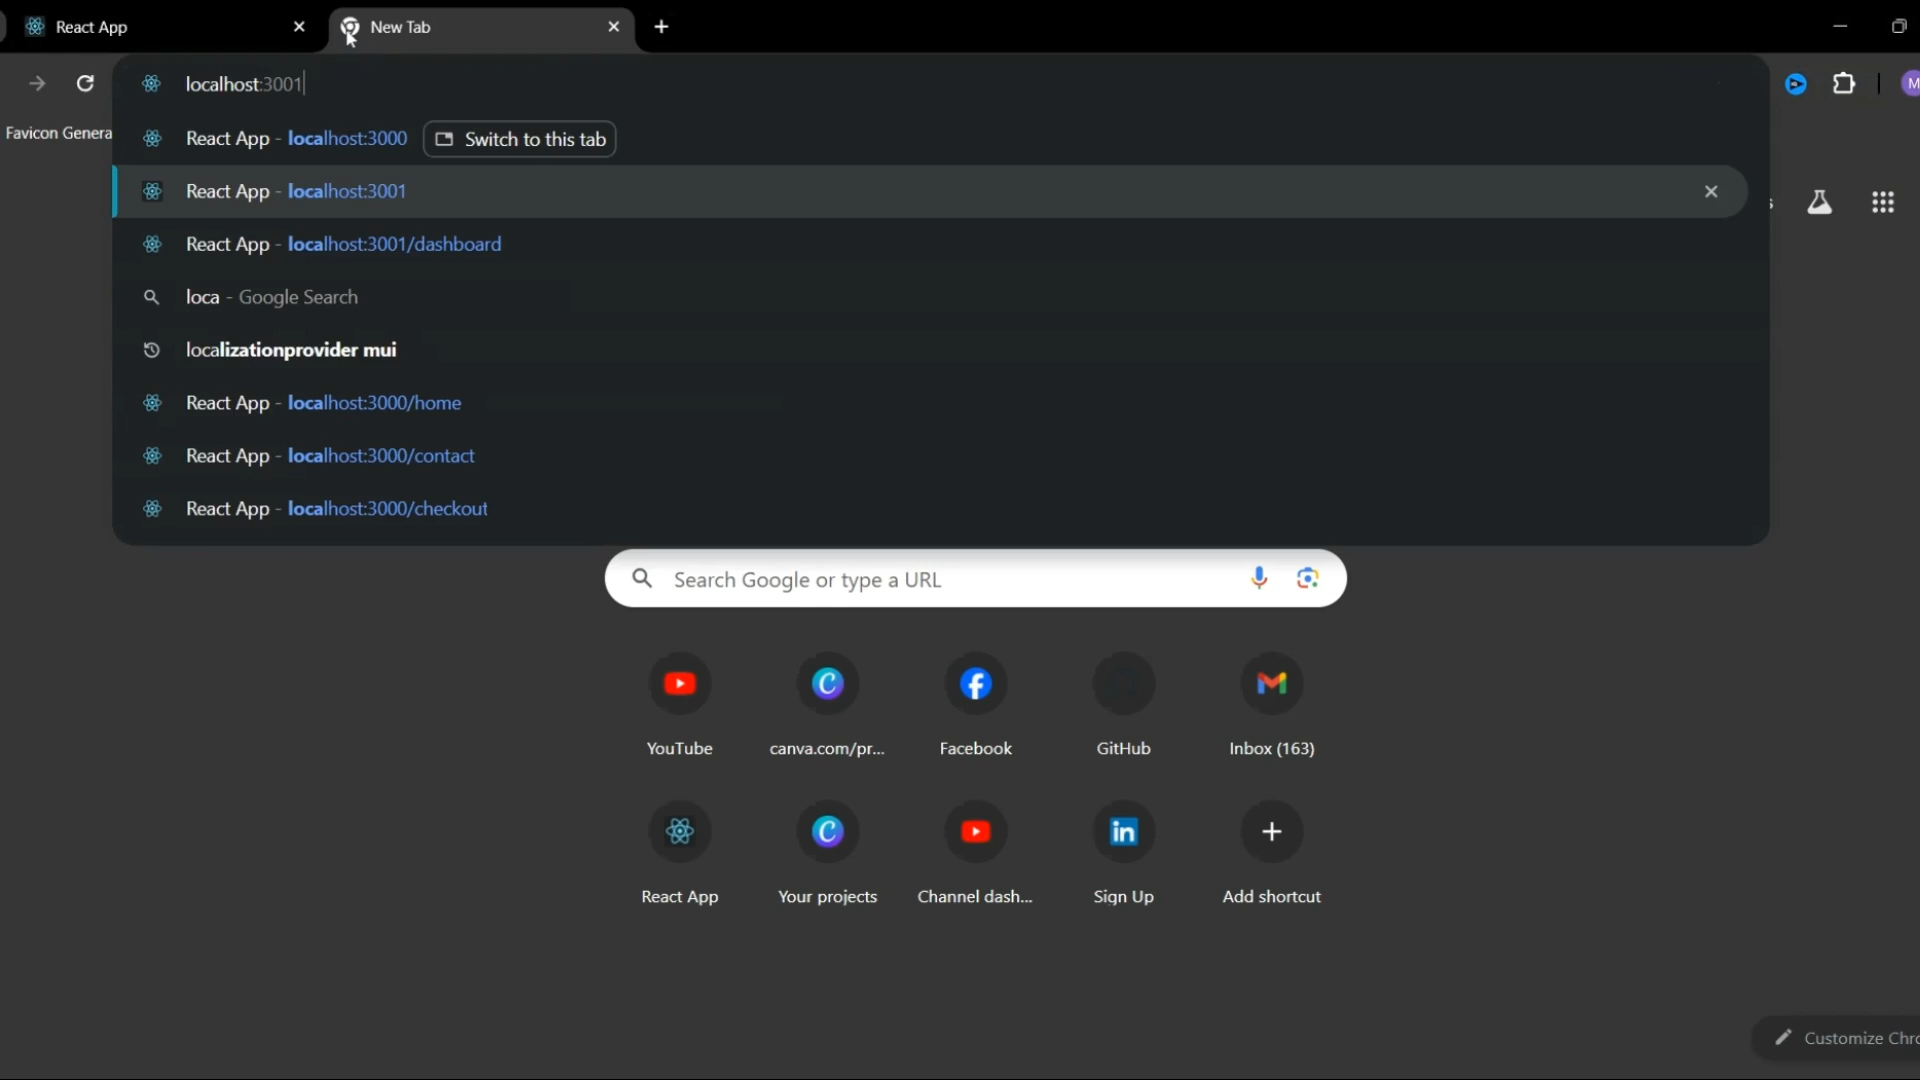 React App
New Tab
localhost:3001
Favicon Genera
React App - localhost:3000 Switch to this tab
React App - localhost:3001
React App - localhost:3001/dashboard
loca - Google Search
localizationprovider mui
React App - localhost:3000/home
React App - localhost:3000/contact
React App - localhost:3000/checkout
Search Google or type a URL
YouTube
canva.com/pr...
Facebook
GitHub
Inbox (163)
React App
Your projects
Channel dash...
Sign Up
Add shortcut
Customize Chro
M